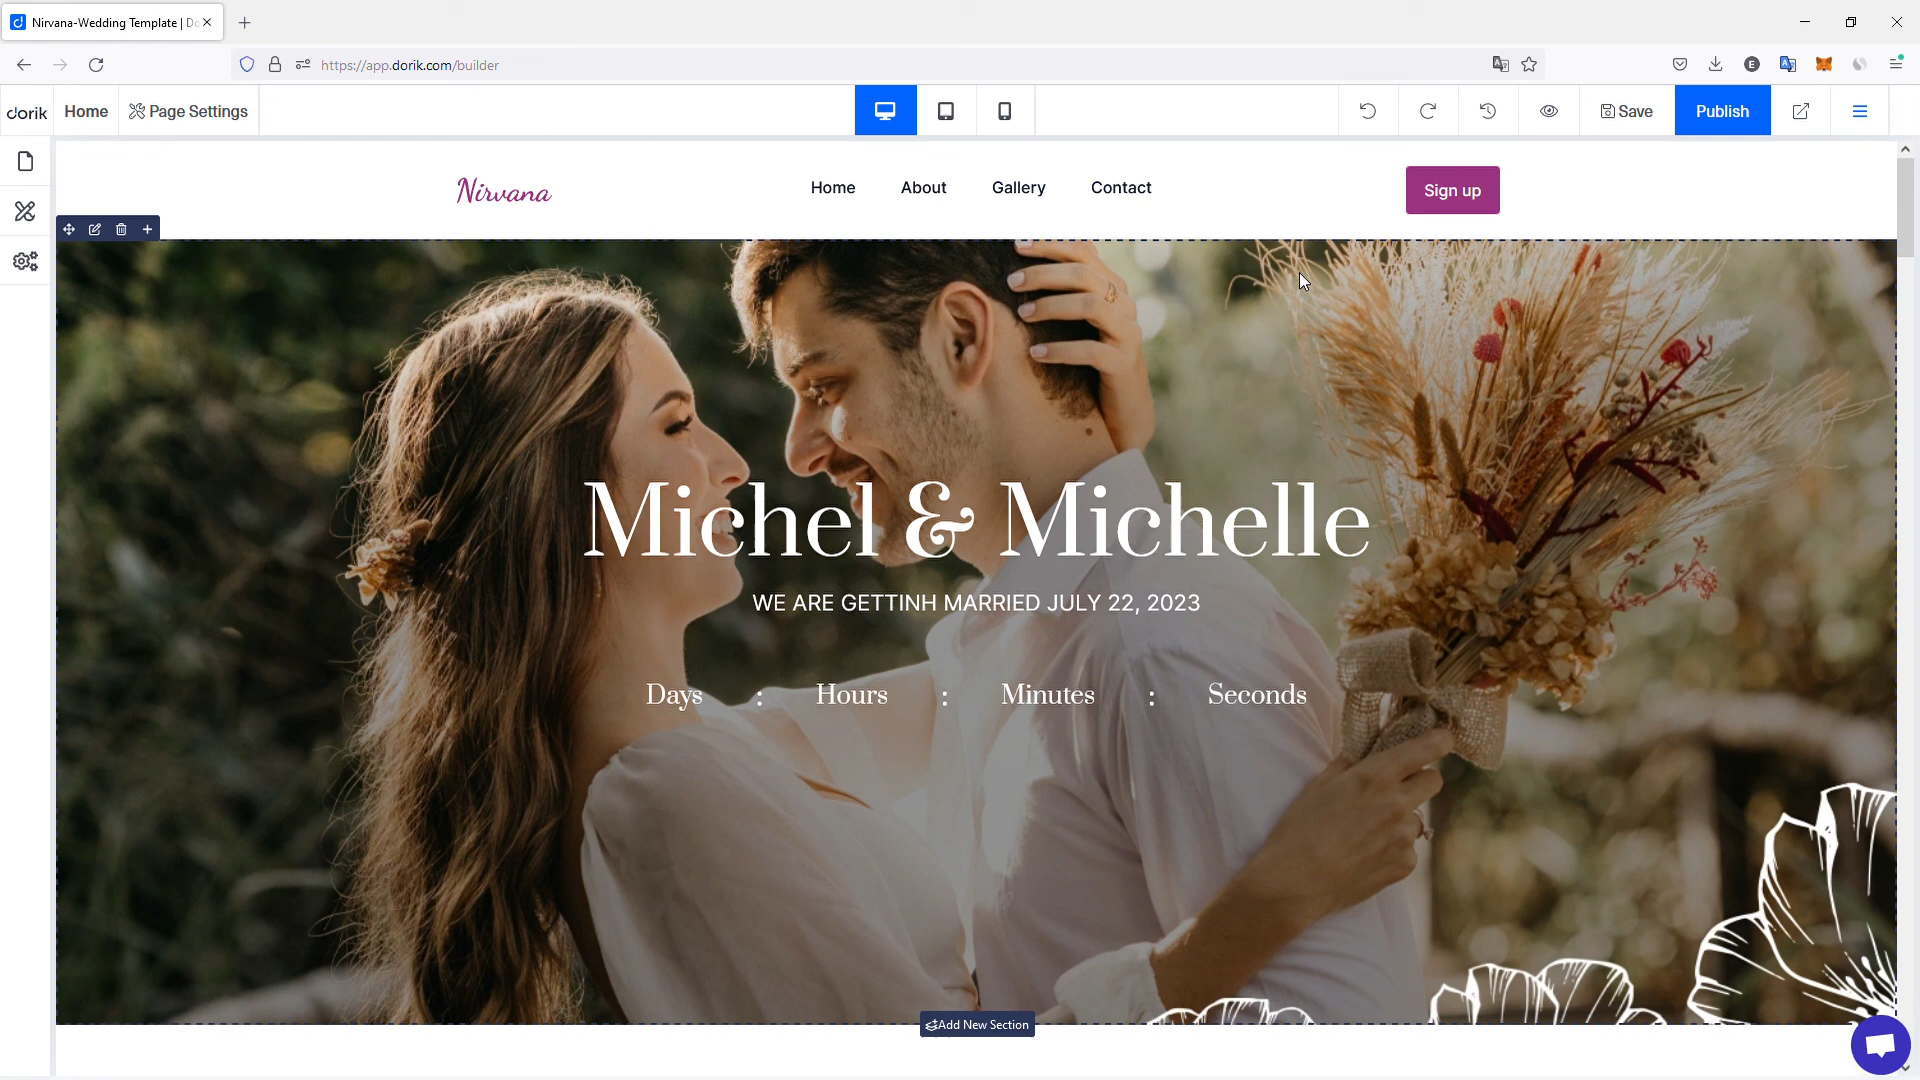 Nirvana-Wedding Template | Do
https://app.dorik.com/builder
dorik
Home
Page Settings
Save
Publish
Nirvana
Home
About
Gallery
Contact
Sign up
Michel & Michelle
WE ARE GETTINH MARRIED JULY 22, 2023
Days : Hours : Minutes : Seconds
Add New Section